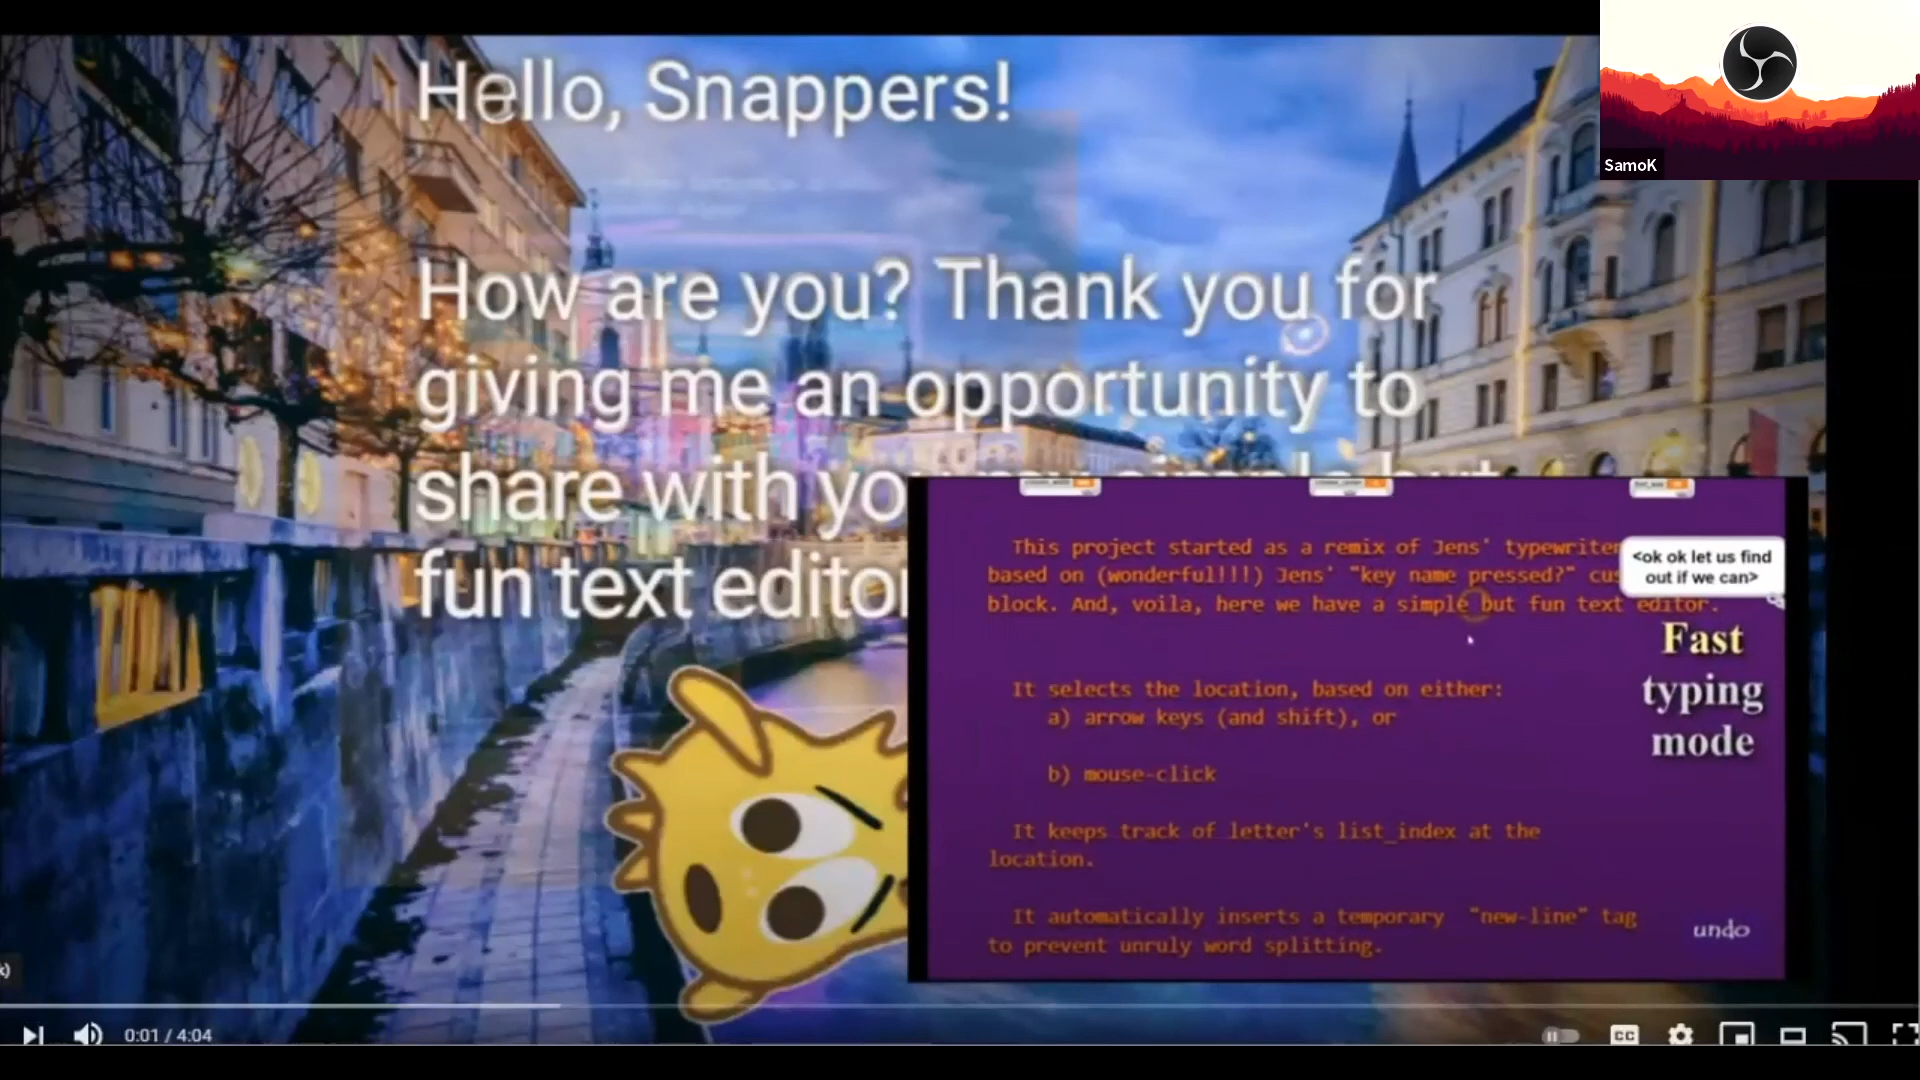 Hello, Snappers!
SamoK
How are you? Thank you for
giving me an opportunity to
share with you
fun text editor
This project started as a remix of Jens' typewriter
based on (wonderful!!!) Jens' "key name pressed?" cus
block. And, voila, here we have a simple but fun text editor.
<ok ok let us find
out if we can>
Fast
typing
mode
It selects the location, based on either:
a) arrow keys (and shift), or
b) mouse-click
It keeps track of letter's list_index at the
location.
It automatically inserts a temporary "new-line" tag
to prevent unruly word splitting.
undo
0:01 / 4:04
CC